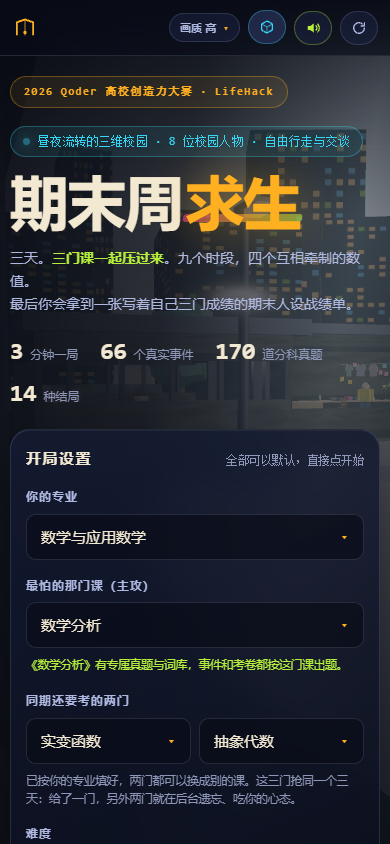 画质 高
2026 Qoder 高校创造力大赛 · LifeHack
昼夜流转的三维校园 · 8 位校园人物 · 自由行走与交谈
期末周求生
三天。三门课一起压过来。九个时段，四个互相牵制的数
值。
最后你会拿到一张写着自己三门成绩的期末人设战绩单。
3 分钟一局 66 个真实事件 170 道分科真题
14 种结局
开局设置 全部可以默认，直接点开始
你的专业
数学与应用数学
最怕的那门课（主攻）
数学分析
《数学分析》有专属真题与词库，事件和考卷都按这门课出题。
同期还要考的两门
实变函数 抽象代数
已按你的专业填好，两门都可以换成别的课。这三门抢同一个三
天：给了一门，另外两门就在后台遗忘、吃你的心态。
难度